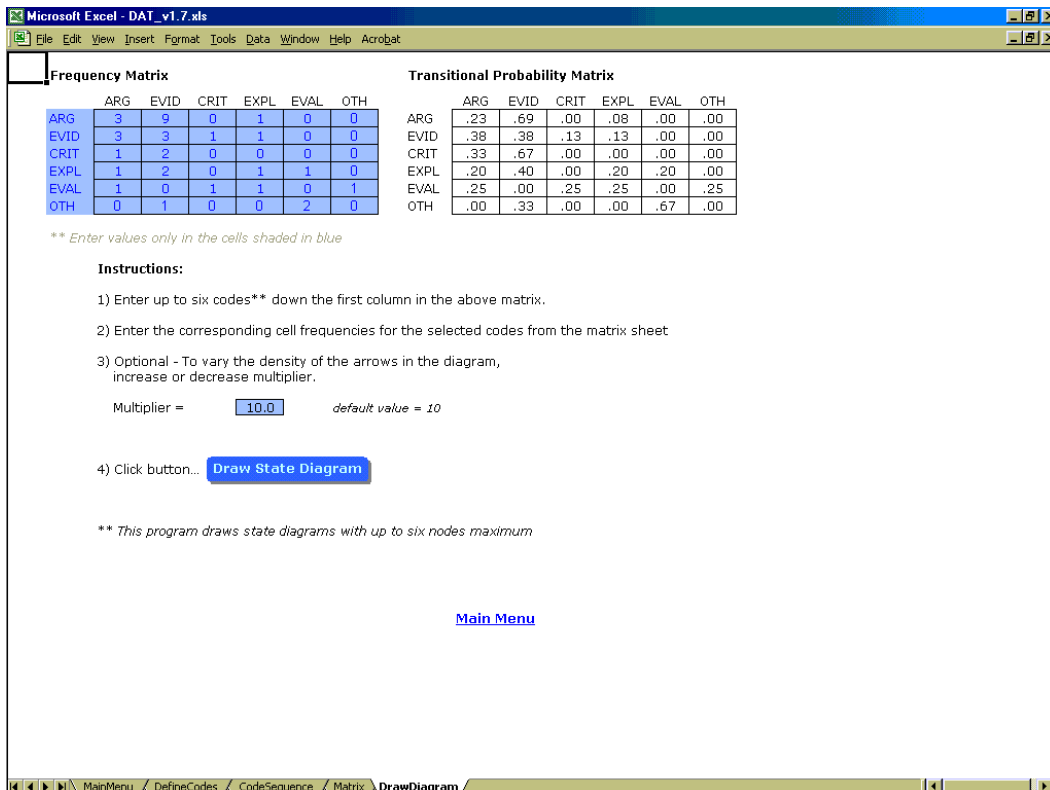 Microsoft Excel - DAT_v1.7.xls
File Edit View Insert Format Tools Data Window Help Acrobat
Frequency Matrix Transitional Probability Matrix
ARG EVID CRIT EXPL EVAL OTH ARG EVID CRIT EXPL EVAL OTH
ARG 3 9 0 1 0 0 ARG .23 .69 .00 .08 .00 .00
EVID 3 3 1 1 0 0 EVID .38 .38 .13 .13 .00 .00
CRIT 1 2 0 0 0 0 CRIT .33 .67 .00 .00 .00 .00
EXPL 1 2 0 1 1 0 EXPL .20 .40 .00 .20 .20 .00
EVAL 1 0 1 1 0 1 EVAL .25 .00 .25 .25 .00 .25
OTH 0 1 0 0 2 0 OTH .00 .33 .00 .00 .67 .00
** Enter values only in the cells shaded in blue
Instructions:
1) Enter up to six codes** down the first column in the above matrix.
2) Enter the corresponding cell frequencies for the selected codes from the matrix sheet
3) Optional - To vary the density of the arrows in the diagram,
increase or decrease multiplier.
Multiplier = 10.0 default value = 10
4) Click button... Draw State Diagram
** This program draws state diagrams with up to six nodes maximum
Main Menu
MainMenu / DefineCodes / CodeSequence / Matrix \ DrawDiagram /